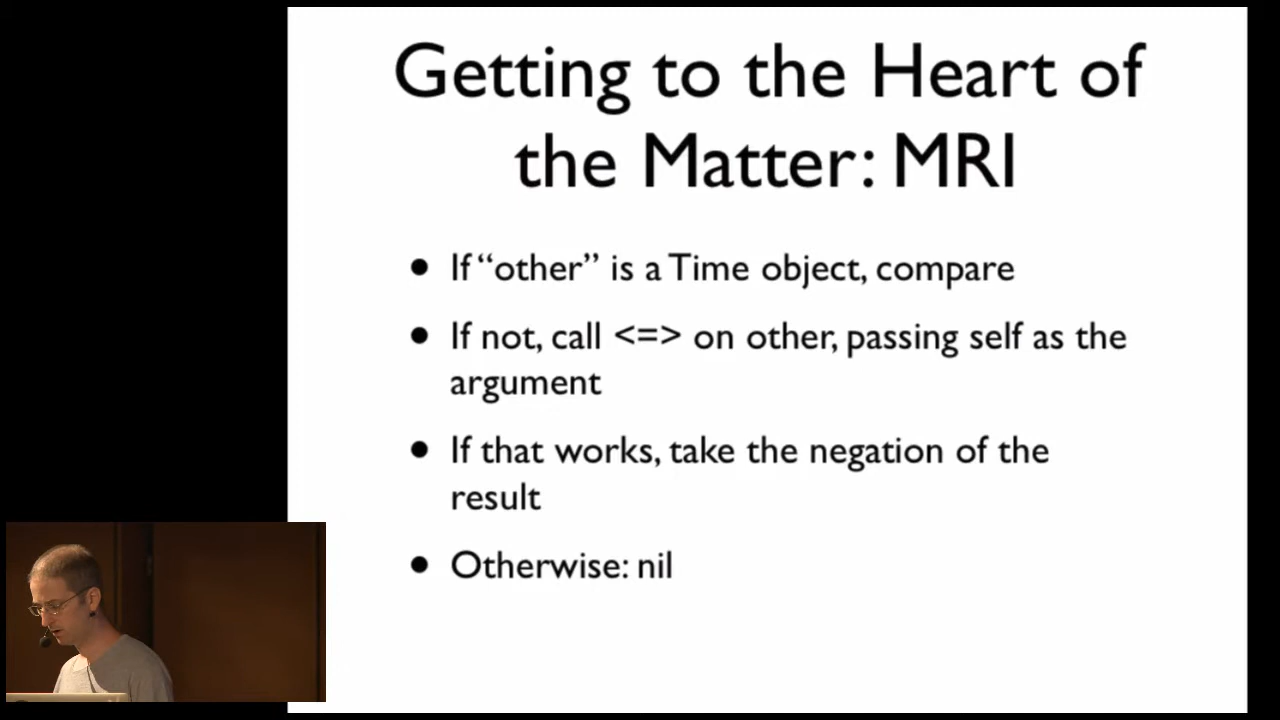 Getting to the Heart of
the Matter: MRI
• If “other” is a Time object, compare
• If not, call <=> on other, passing self as the
argument
• If that works, take the negation of the
result
• Otherwise: nil